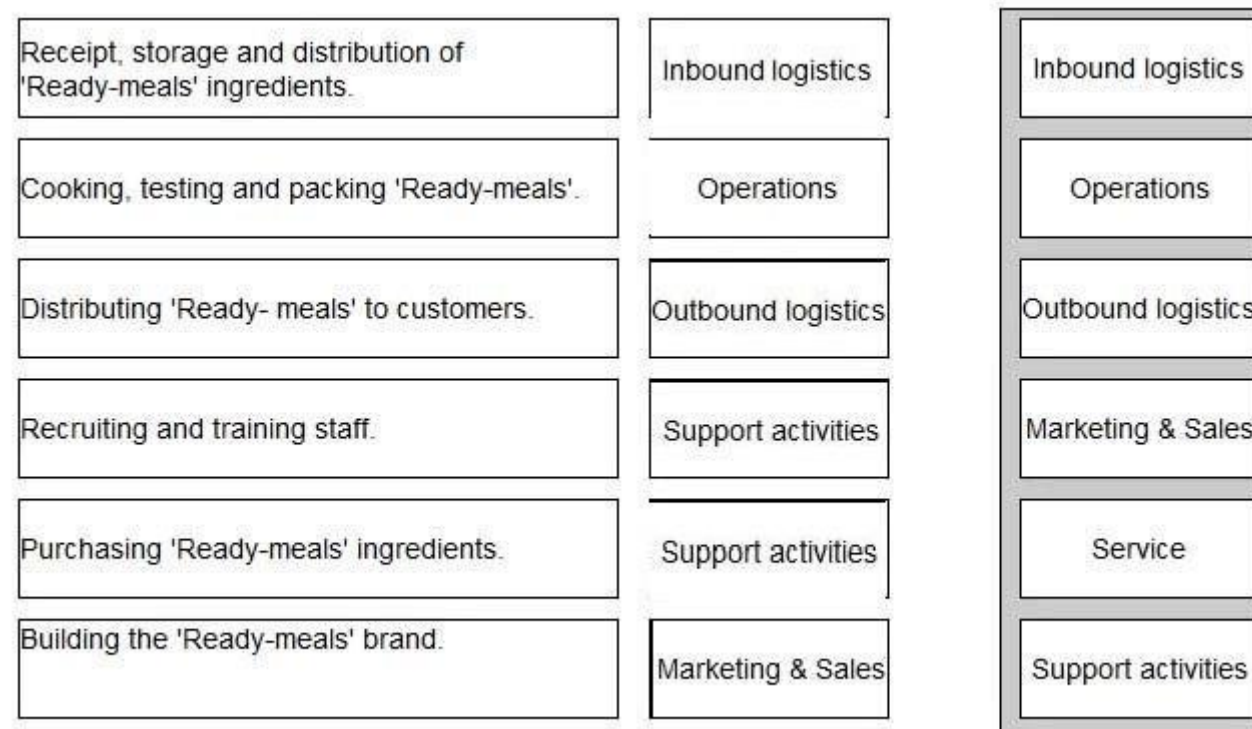 Receipt, storage and distribution of
'Ready-meals' ingredients.
Inbound logistics
Inbound logistics
Cooking, testing and packing 'Ready-meals'.
Operations
Operations
Distributing 'Ready- meals' to customers.
Outbound logistics
Outbound logistics
Recruiting and training staff.
Support activities
Marketing & Sales
Purchasing 'Ready-meals' ingredients.
Support activities
Service
Building the 'Ready-meals' brand.
Marketing & Sales
Support activities